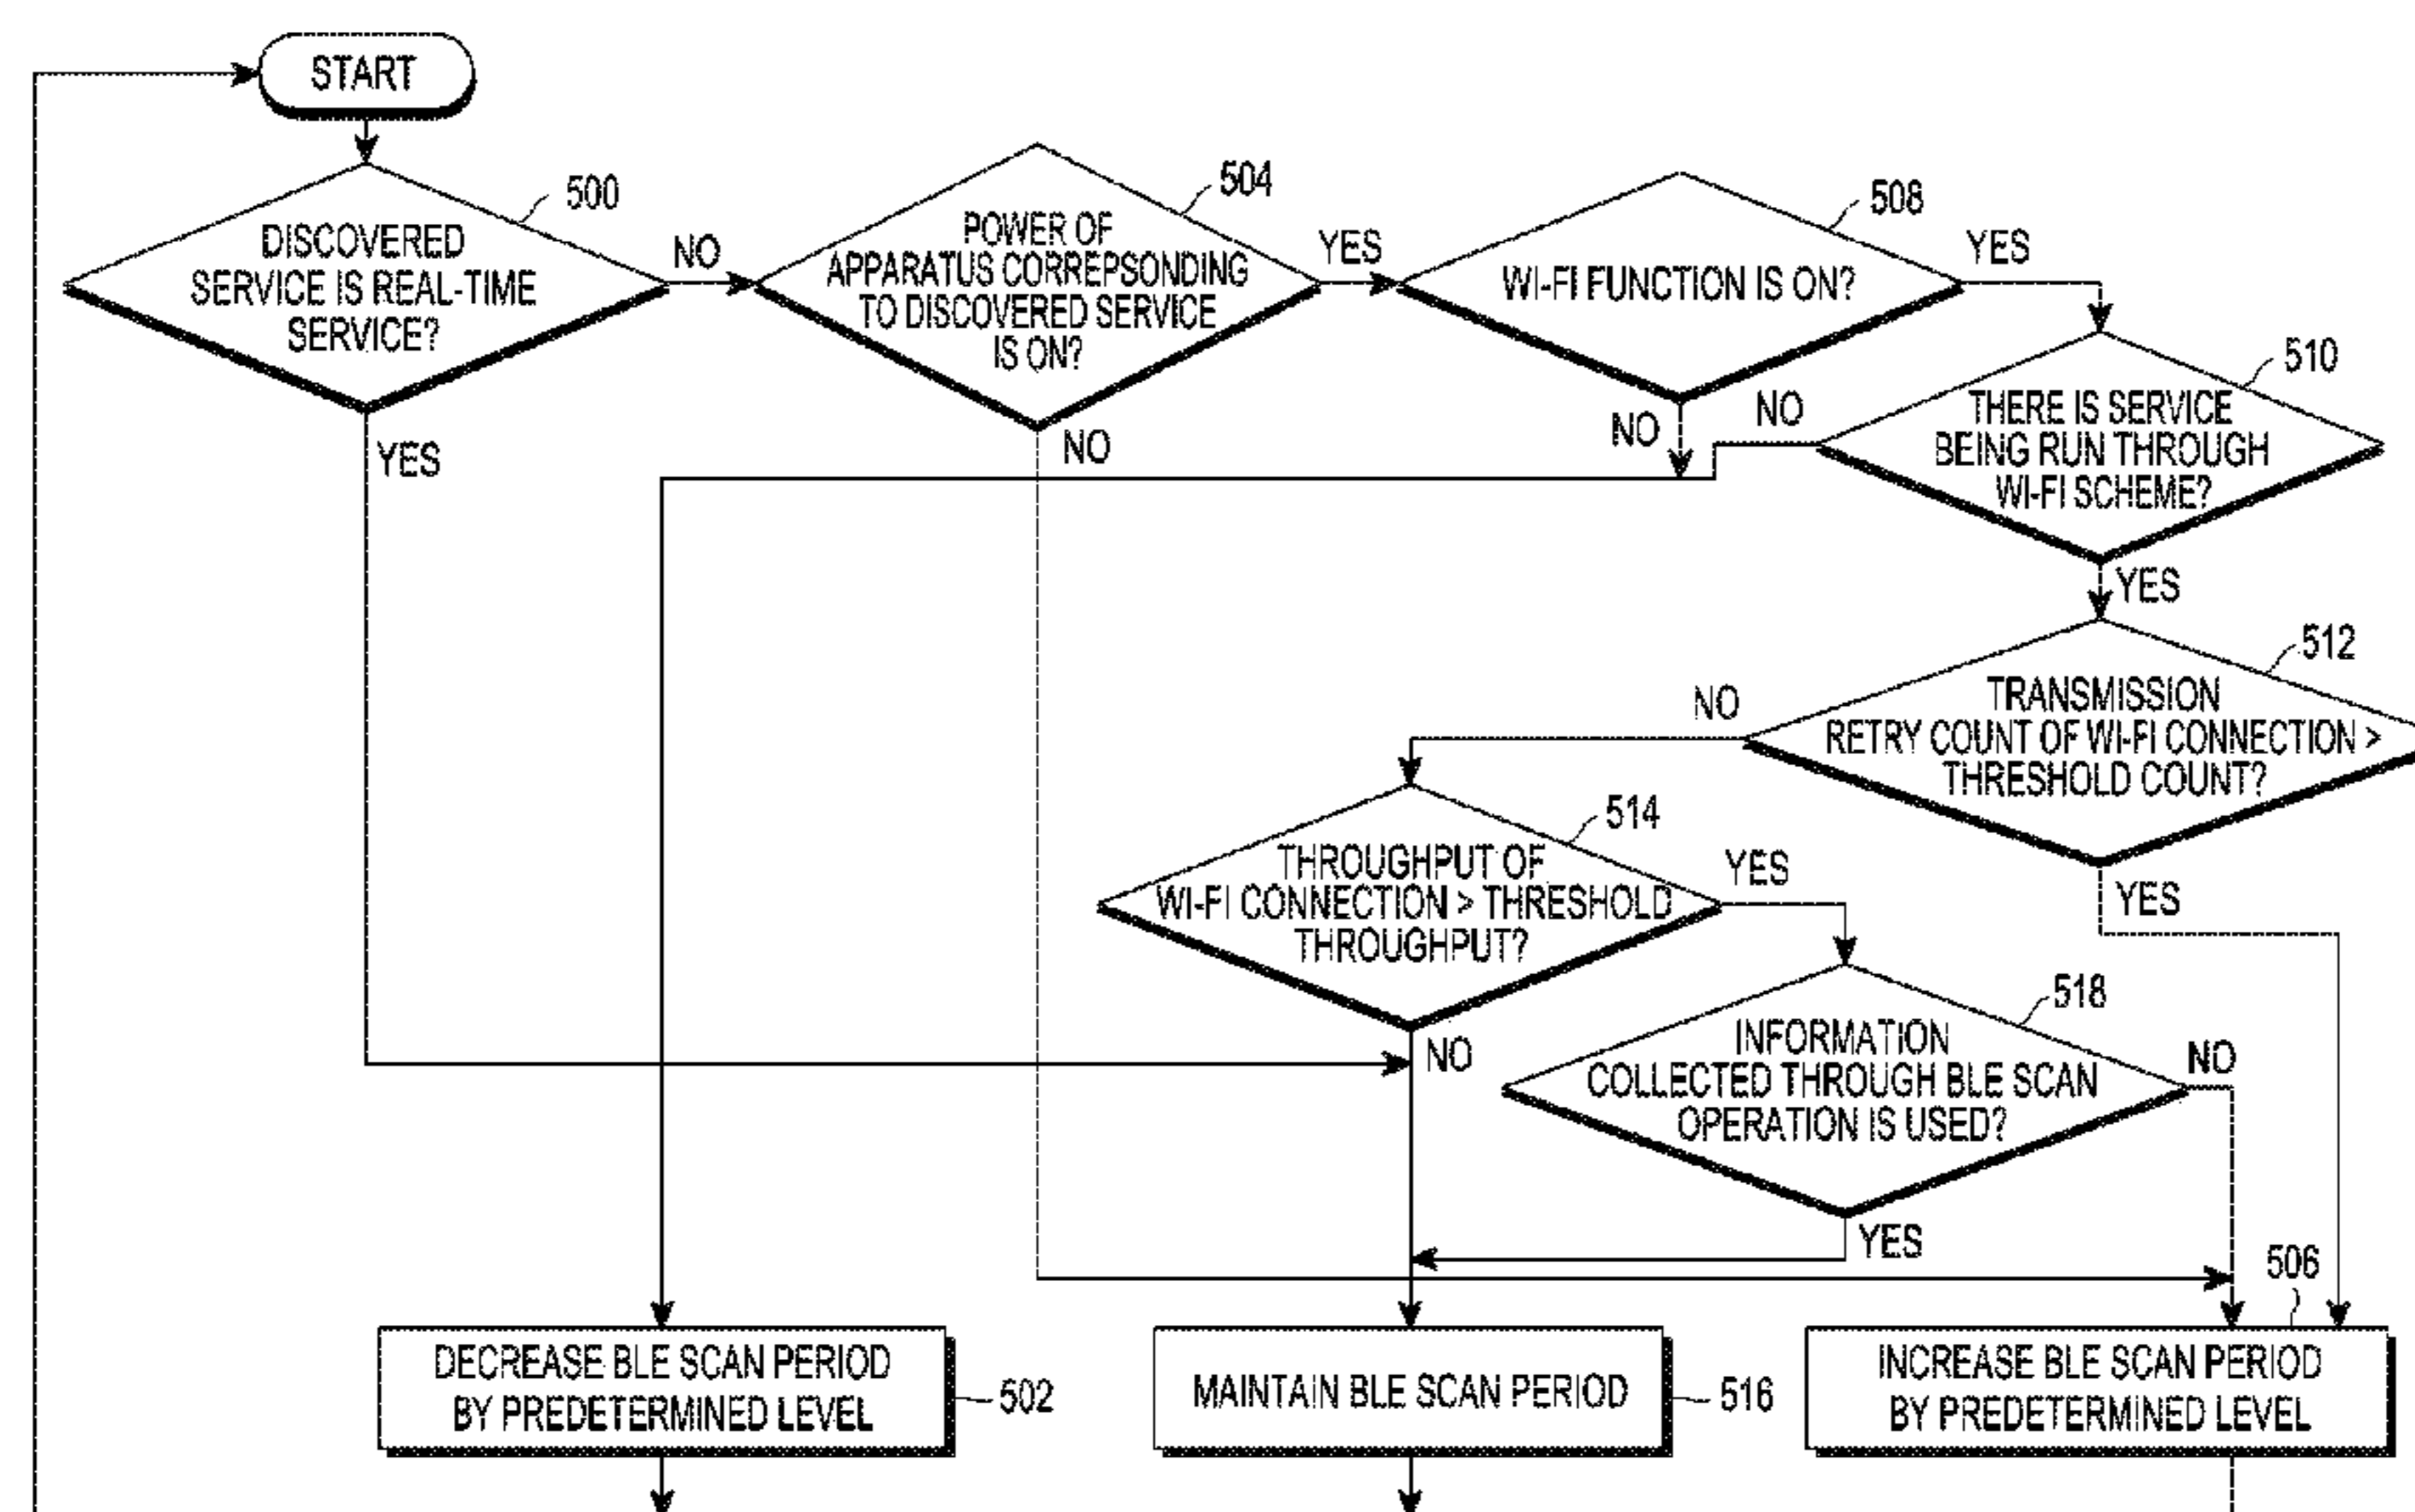 START
500
DISCOVERED
SERVICE IS REAL-TIME
SERVICE?
NO
YES
504
POWER OF
APPARATUS CORREPSONDING
TO DISCOVERED SERVICE
IS ON?
YES
NO
508
WI-FI FUNCTION IS ON?
YES
NO
510
THERE IS SERVICE
BEING RUN THROUGH
WI-FI SCHEME?
NO
YES
512
TRANSMISSION
RETRY COUNT OF WI-FI CONNECTION >
THRESHOLD COUNT?
NO
YES
514
THROUGHPUT OF
WI-FI CONNECTION > THRESHOLD
THROUGHPUT?
YES
NO
518
INFORMATION
COLLECTED THROUGH BLE SCAN
OPERATION IS USED?
NO
YES
DECREASE BLE SCAN PERIOD
BY PREDETERMINED LEVEL
502
MAINTAIN BLE SCAN PERIOD
516
506
INCREASE BLE SCAN PERIOD
BY PREDETERMINED LEVEL